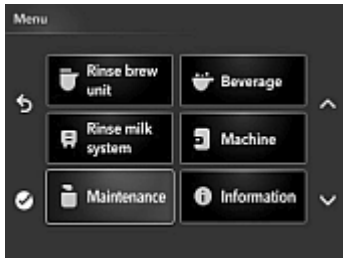 Menu
Rinse brew
unit
Beverage
Rinse milk
system
Machine
Maintenance
Information